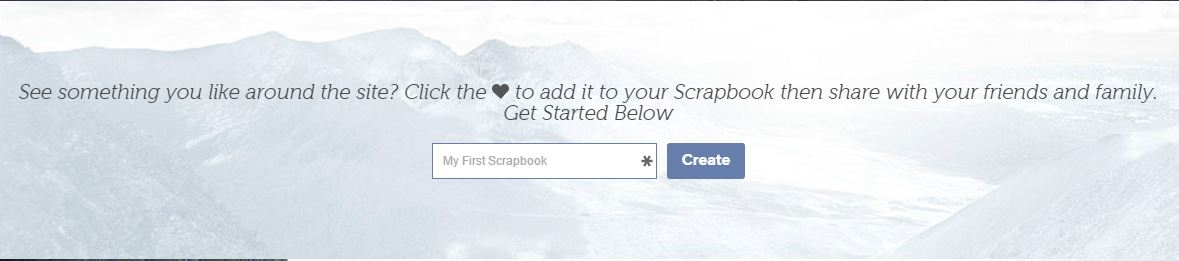 See something you like around the site? Click the ♥ to add it to your Scrapbook then share with your friends and family.
Get Started Below
My First Scrapbook * Create